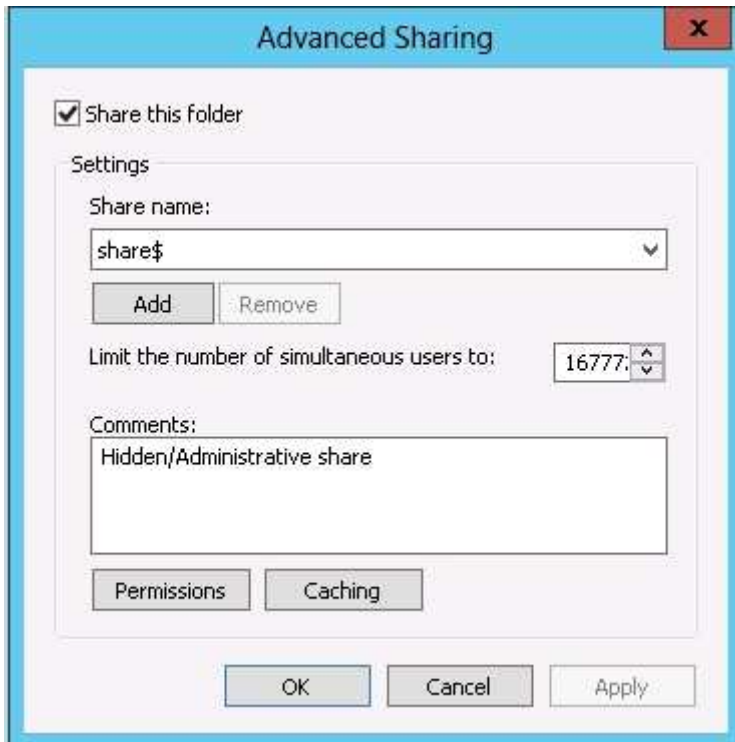 Advanced Sharing
x
Share this folder
Settings
Share name:
share$
Add Remove
Limit the number of simultaneous users to: 16777
Comments:
Hidden/Administrative share
Permissions Caching
OK Cancel Apply